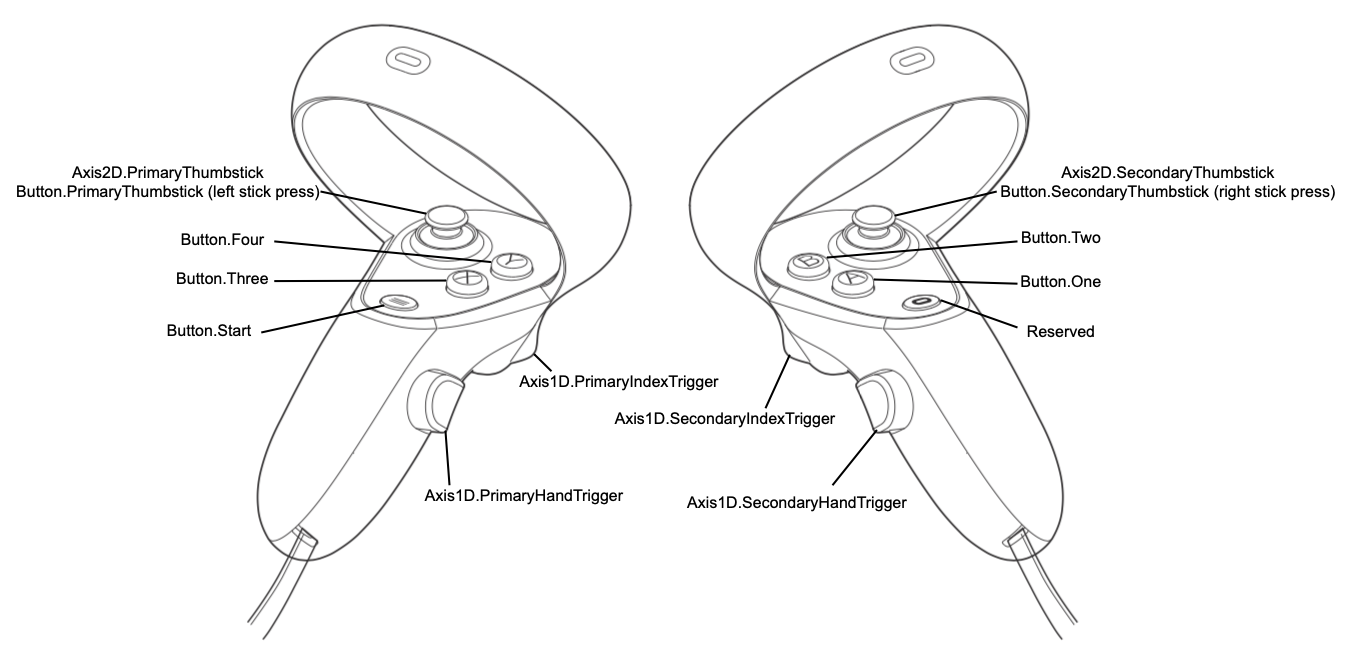 Axis2D.PrimaryThumbstick
Button.PrimaryThumbstick (left stick press)
Button.Four
Button.Three
Button.Start
Y
X
Axis1D.PrimaryIndexTrigger
Axis1D.PrimaryHandTrigger
Axis2D.SecondaryThumbstick
Button.SecondaryThumbstick (right stick press)
Button.Two
Button.One
Reserved
B
A
Axis1D.SecondaryIndexTrigger
Axis1D.SecondaryHandTrigger